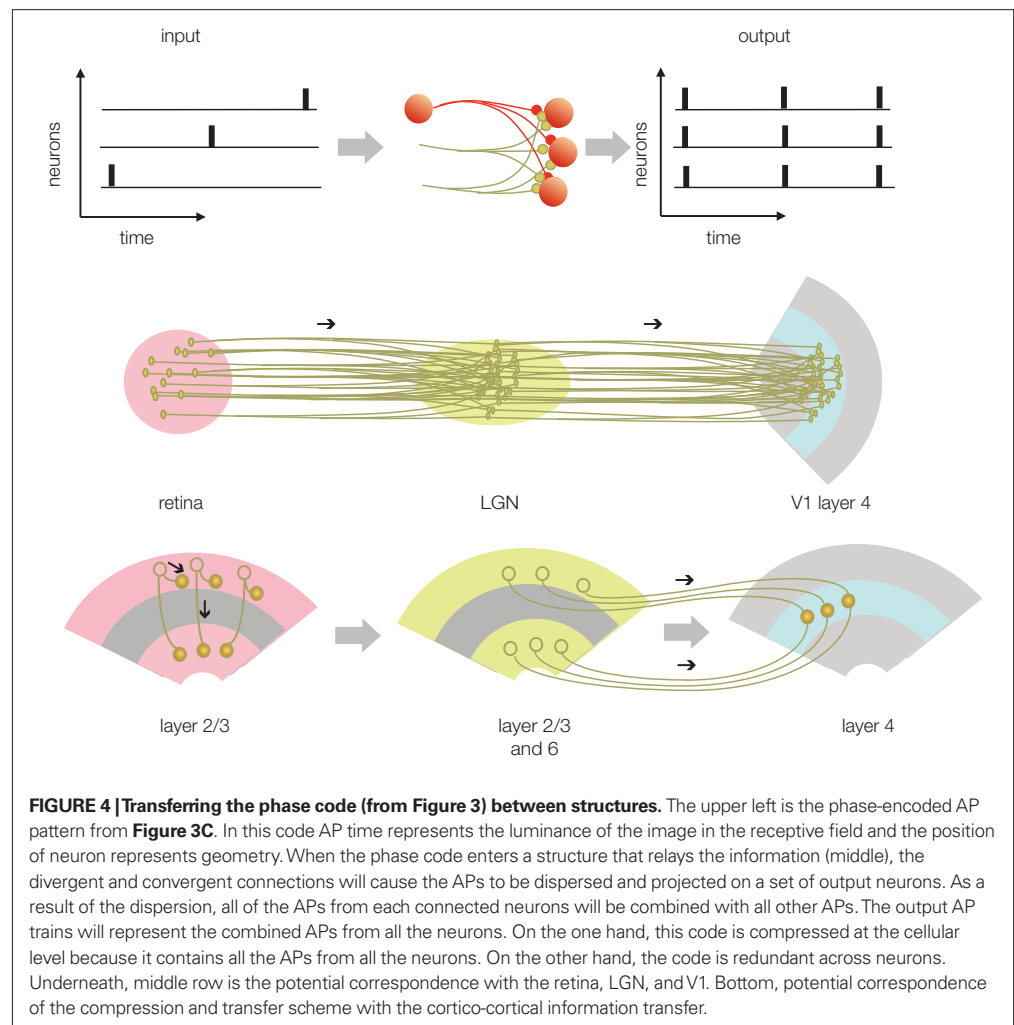 input
output
neurons
neurons
time
time
retina
LGN
V1 layer 4
layer 2/3
layer 2/3
and 6
layer 4
FIGURE 4 | Transferring the phase code (from Figure 3) between structures. The upper left is the phase-encoded AP
pattern from Figure 3C. In this code AP time represents the luminance of the image in the receptive field and the position
of neuron represents geometry. When the phase code enters a structure that relays the information (middle), the
divergent and convergent connections will cause the APs to be dispersed and projected on a set of output neurons. As a
result of the dispersion, all of the APs from each connected neurons will be combined with all other APs. The output AP
trains will represent the combined APs from all the neurons. On the one hand, this code is compressed at the cellular
level because it contains all the APs from all the neurons. On the other hand, the code is redundant across neurons.
Underneath, middle row is the potential correspondence with the retina, LGN, and V1. Bottom, potential correspondence
of the compression and transfer scheme with the cortico-cortical information transfer.